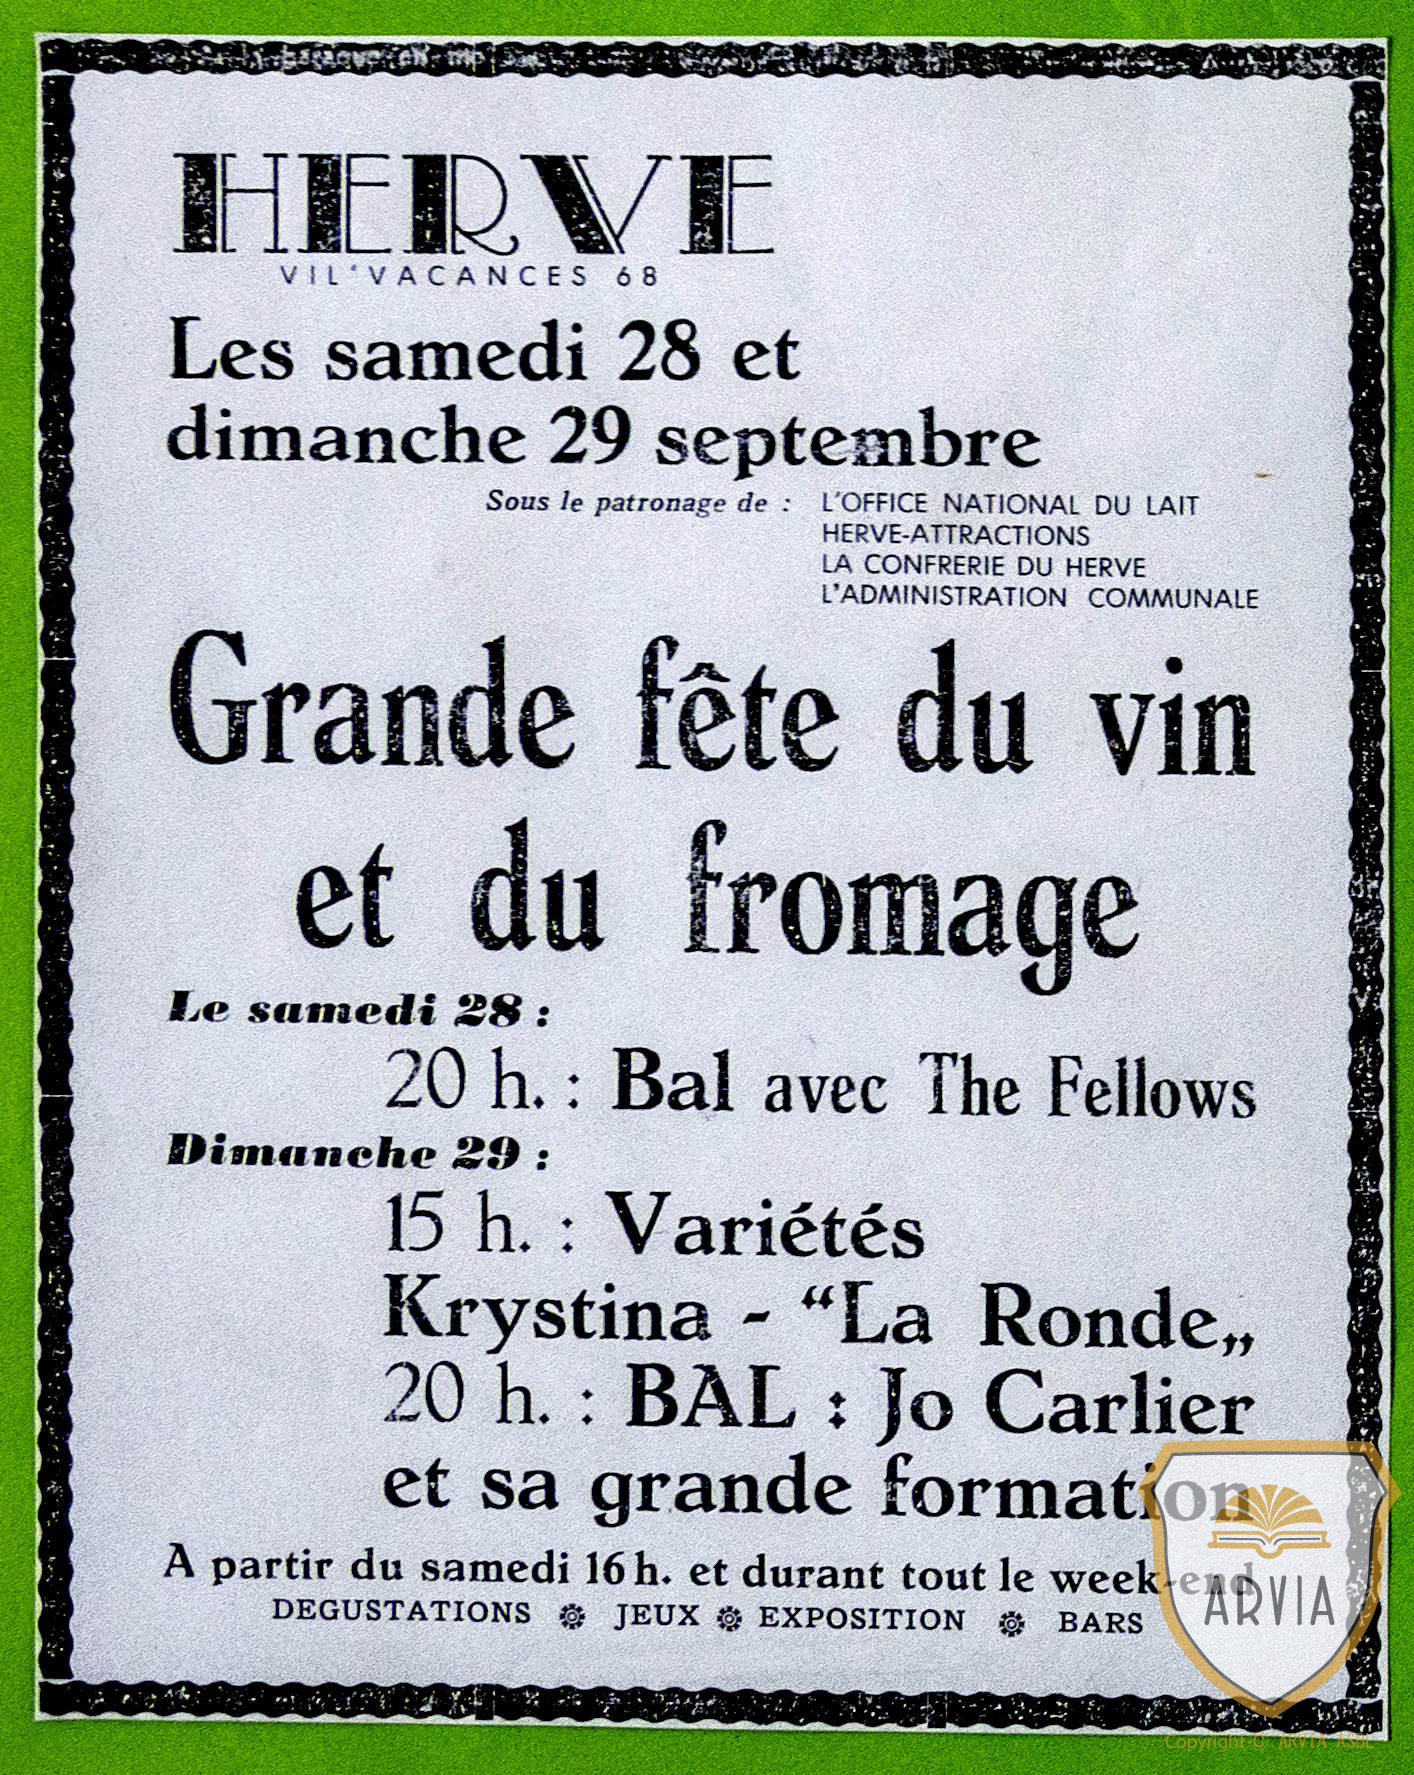 HERVE
VIL'VACANCES 68
Les samedi 28 et
dimanche 29 septembre
Sous le patronage de : L'OFFICE NATIONAL DU LAIT
HERVE-ATTRACTIONS
LA CONFRERIE DU HERVE
L'ADMINISTRATION COMMUNALE
Grande fête du vin
et du fromage
Le samedi 28 :
20 h. : Bal avec The Fellows
Dimanche 29 :
15 h. : Variétés
Krystina - “La Ronde„
20 h. : BAL : Jo Carlier
et sa grande formation
A partir du samedi 16 h. et durant tout le week-end
DEGUSTATIONS JEUX EXPOSITION BARS
ARVIA
Copyright © ARVIA ASBL